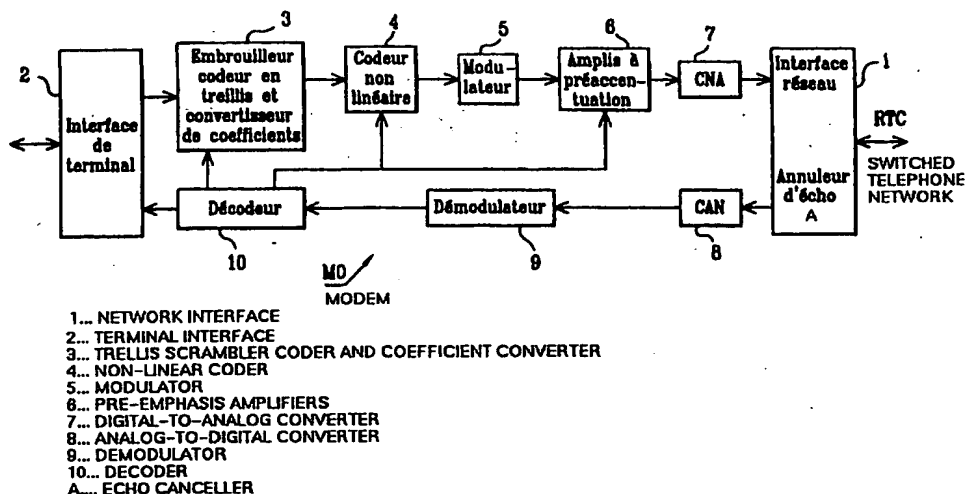 3
4
5
6
7
1
2
Interface
de
terminal
Embrouilleur
codeur en
treillis et
convertisseur
de coefficients
Codeur
non
linéaire
Modu-
lateur
Amplis à
préaccen-
tuation
CNA
Interface
réseau
RTC
SWITCHED
TELEPHONE
NETWORK
Annuleur
d'écho
A
Décodeur
Démodulateur
CAN
10
9
8
MO
MODEM
1... NETWORK INTERFACE
2... TERMINAL INTERFACE
3... TRELLIS SCRAMBLER CODER AND COEFFICIENT CONVERTER
4... NON-LINEAR CODER
5... MODULATOR
6... PRE-EMPHASIS AMPLIFIERS
7... DIGITAL-TO-ANALOG CONVERTER
8... ANALOG-TO-DIGITAL CONVERTER
9... DEMODULATOR
10... DECODER
A.... ECHO CANCELLER